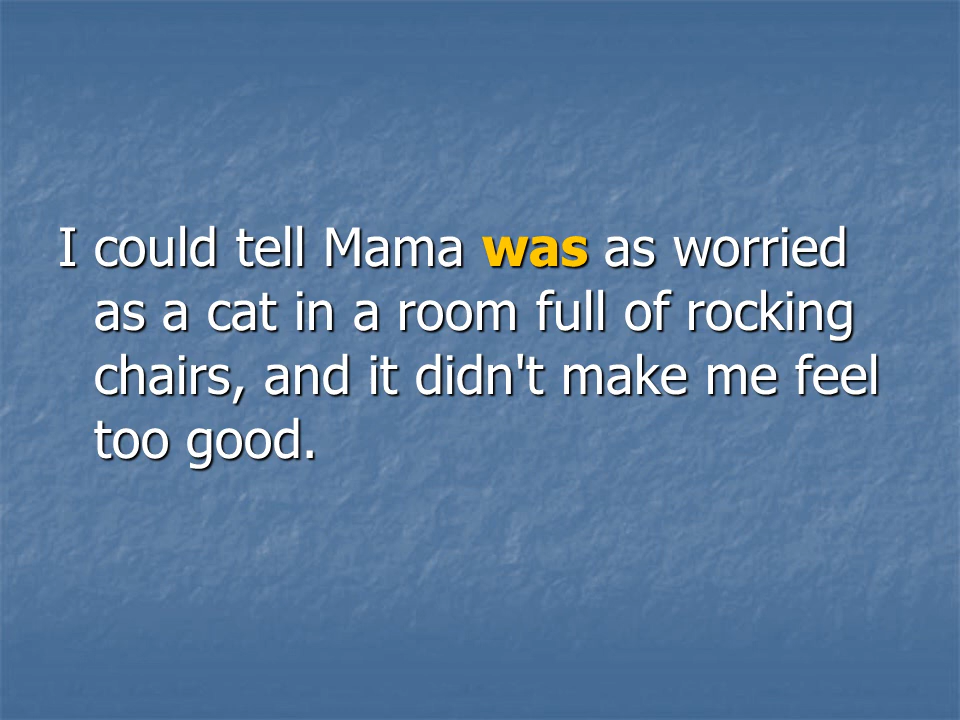 I could tell Mama was as worried
as a cat in a room full of rocking
chairs, and it didn't make me feel
too good.